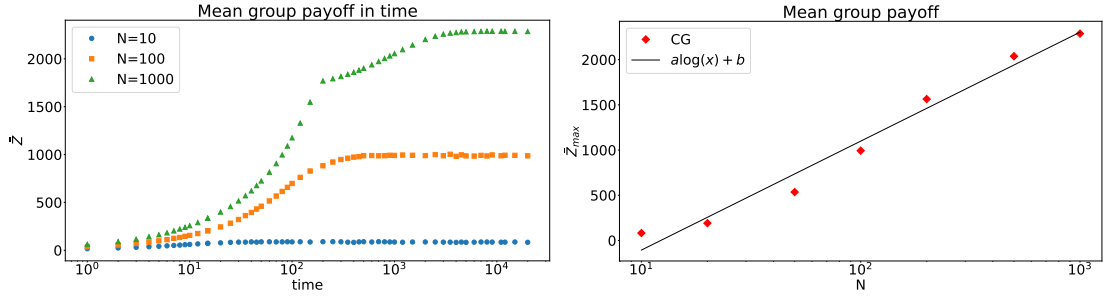 Mean group payoff in time
N=10
N=100
N=1000
2000
1500
1000
500
0
Z̄
10⁰ 10¹ 10² 10³ 10⁴
time
Mean group payoff
CG
alog(x) + b
2000
1500
1000
500
0
Z̄max
10¹ 10² 10³
N